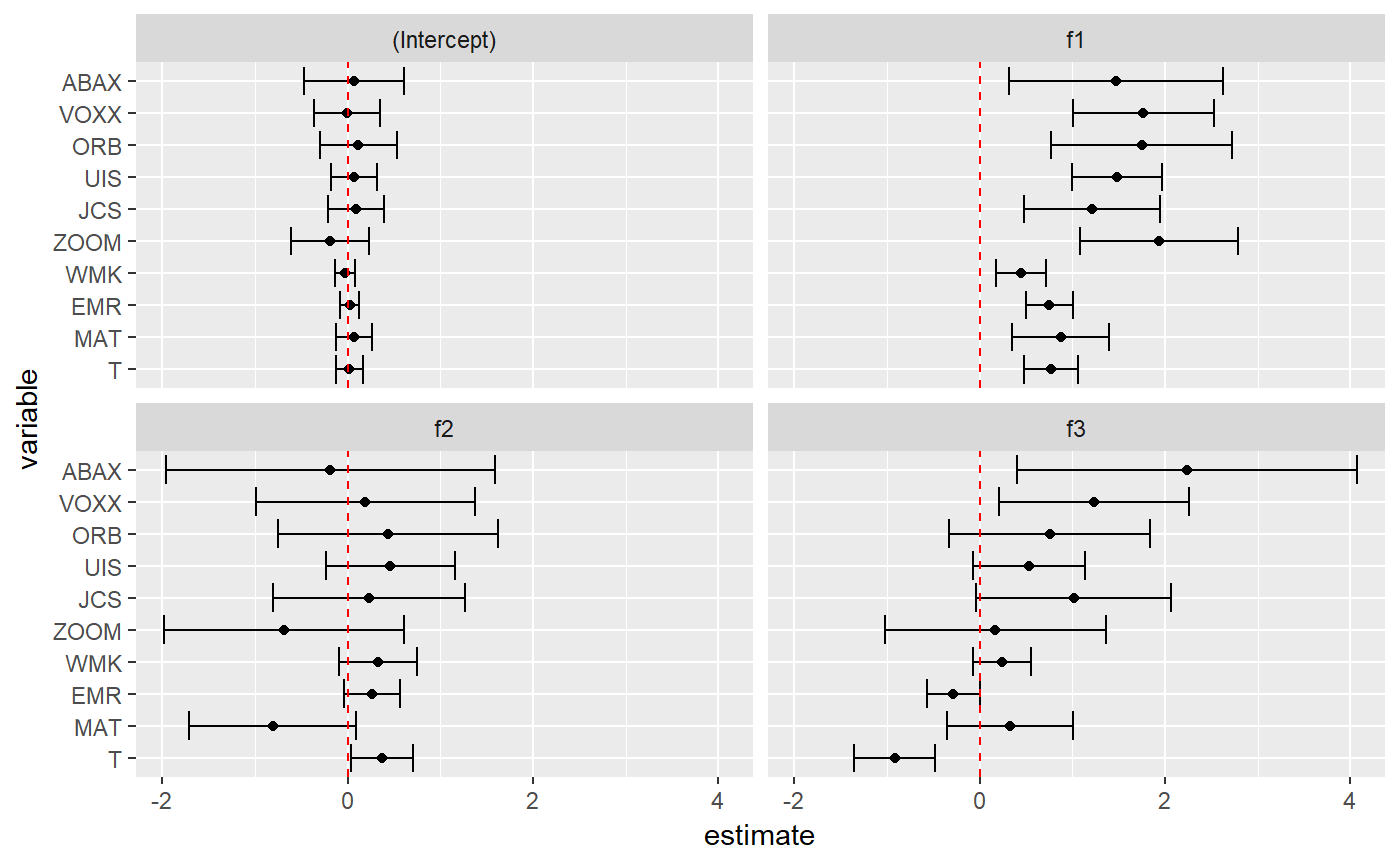 (Intercept)
f1
ABAX
VOXX
ORB
UIS
JCS
ZOOM
WMK
EMR
MAT
T
variable
f2
f3
ABAX
VOXX
ORB
UIS
JCS
ZOOM
WMK
EMR
MAT
T
-2 0 2 4 -2 0 2 4
estimate